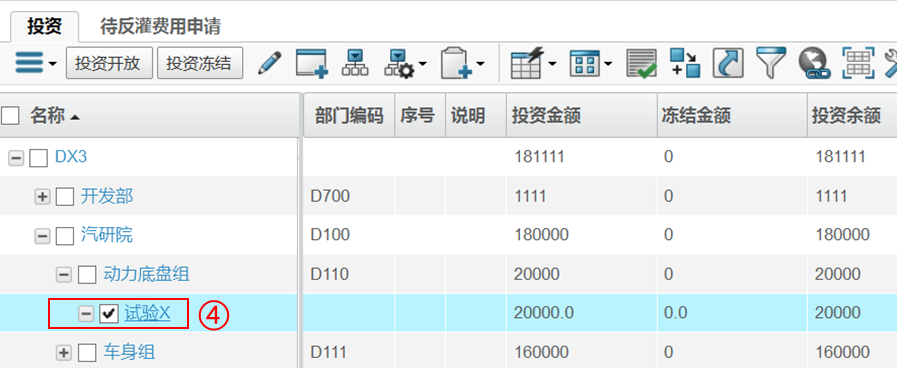 投资 待反灌费用申请
投资开放 投资冻结
名称 部门编码 序号 说明 投资金额 冻结金额 投资余额
DX3 181111 0 181111
开发部 D700 1111 0 1111
汽研院 D100 180000 0 180000
动力底盘组 D110 20000 0 20000
试验X ④ 20000.0 0.0 20000
车身组 D111 160000 0 160000